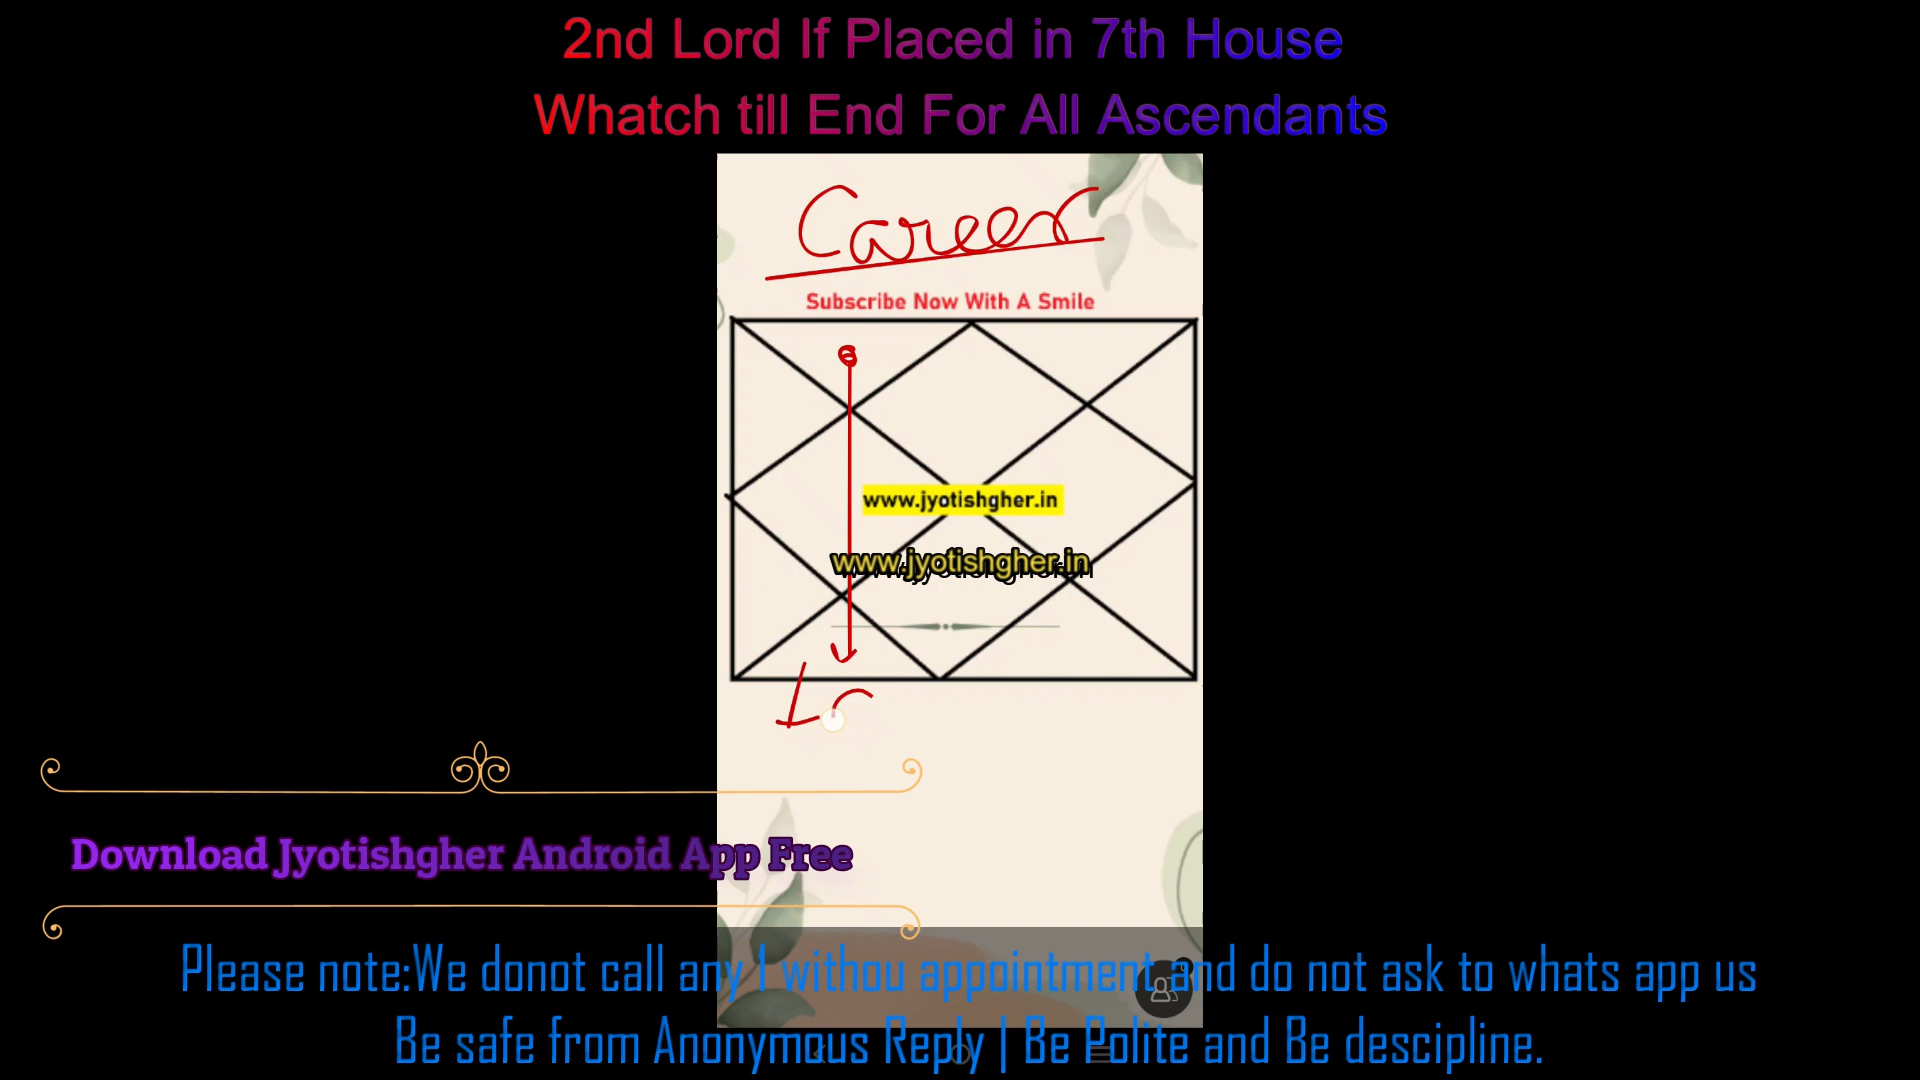 2nd Lord If Placed in 7th House
Whatch till End For All Ascendants
Career
Subscribe Now With A Smile
www.jyotishgher.in
www.jyotishgher.in
Download Jyotishgher Android App Free
Please note:We donot call any 1 withou appointment and do not ask to whats app us
Be safe from Anonymous Reply | Be Polite and Be descipline.